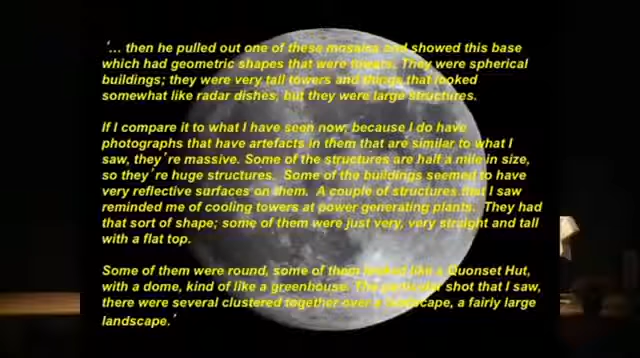 ‘... then he pulled out one of these mosaics and showed this base
which had geometric shapes that were towers. They were spherical
buildings; they were very tall towers and things that looked
somewhat like radar dishes, but they were large structures.
If I compare it to what I have seen now, because I do have
photographs that have artefacts in them that are similar to what I
saw, they’re massive. Some of the structures are half a mile in size,
so they’re huge structures. Some of the buildings seemed to have
very reflective surfaces on them. A couple of structures that I saw
reminded me of cooling towers at power generating plants. They had
that sort of shape; some of them were just very, very straight and tall
with a flat top.
Some of them were round, some of them looked like a Quonset Hut,
with a dome, kind of like a greenhouse. The particular shot that I saw,
there were several clustered together over a landscape, a fairly large
landscape.’